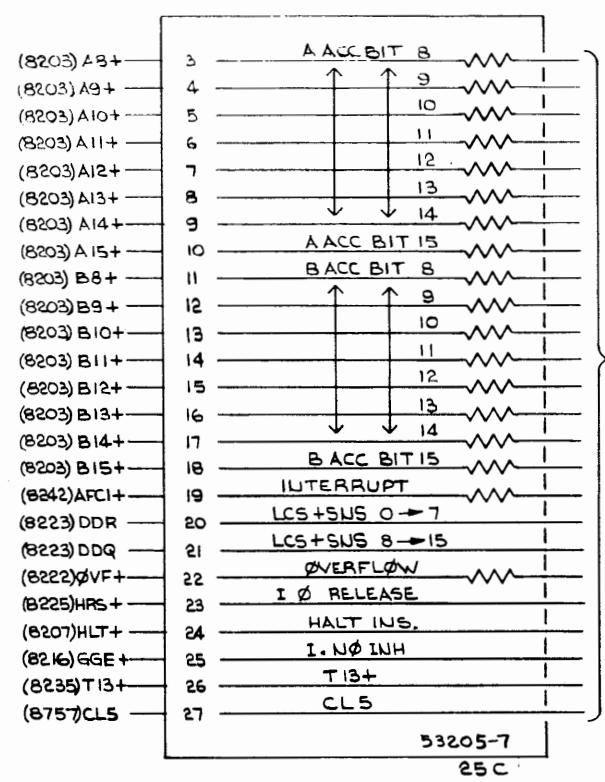 (8203) A8+ 3 A ACC BIT 8
(8203) A9+ 4 9
(8203) A10+ 5 10
(8203) A11+ 6 11
(8203) A12+ 7 12
(8203) A13+ 8 13
(8203) A14+ 9 14
(8203) A15+ 10 A ACC BIT 15
(8203) B8+ 11 B ACC BIT 8
(8203) B9+ 12 9
(8203) B10+ 13 10
(8203) B11+ 14 11
(8203) B12+ 15 12
(8203) B13+ 16 13
(8203) B14+ 17 14
(8203) B15+ 18 B ACC BIT 15
(8242) AFC1+ 19 INTERRUPT
(8223) DDR 20 LCS+SNS 0→7
(8223) DDQ 21 LCS+SNS 8→15
(8222) ØVF+ 22 ØVERFLØW
(8225) HRS+ 23 I Ø RELEASE
(8207) HLT+ 24 HALT INS.
(8216) GGE+ 25 I. NØ INH
(8235) T13+ 26 T13+
(8757) CL5 27 CL5
53205-7
25C